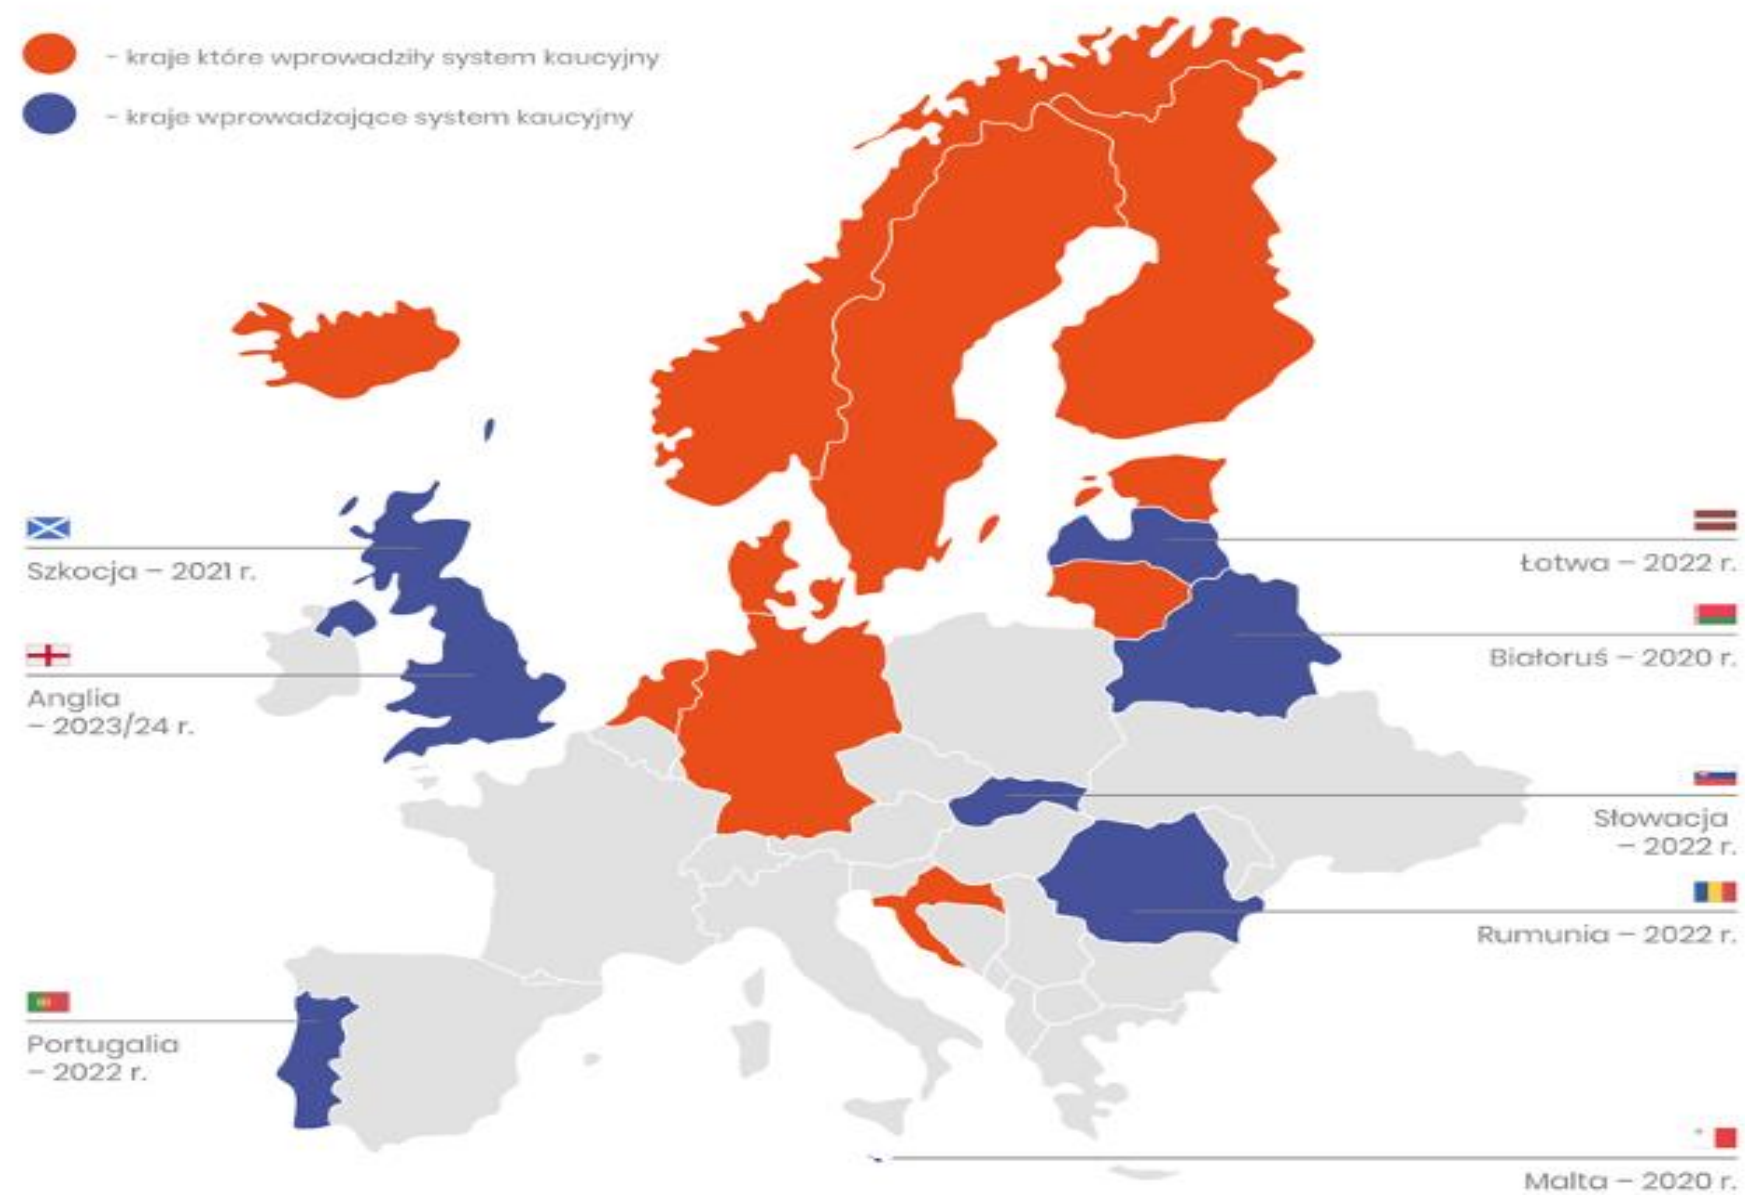 - kraje które wprowadziły system kaucyjny
- kraje wprowadzające system kaucyjny
Szkocja – 2021 r.
Anglia
– 2023/24 r.
Portugalia
– 2022 r.
Łotwa – 2022 r.
Białoruś – 2020 r.
Słowacja
– 2022 r.
Rumunia – 2022 r.
Malta – 2020 r.